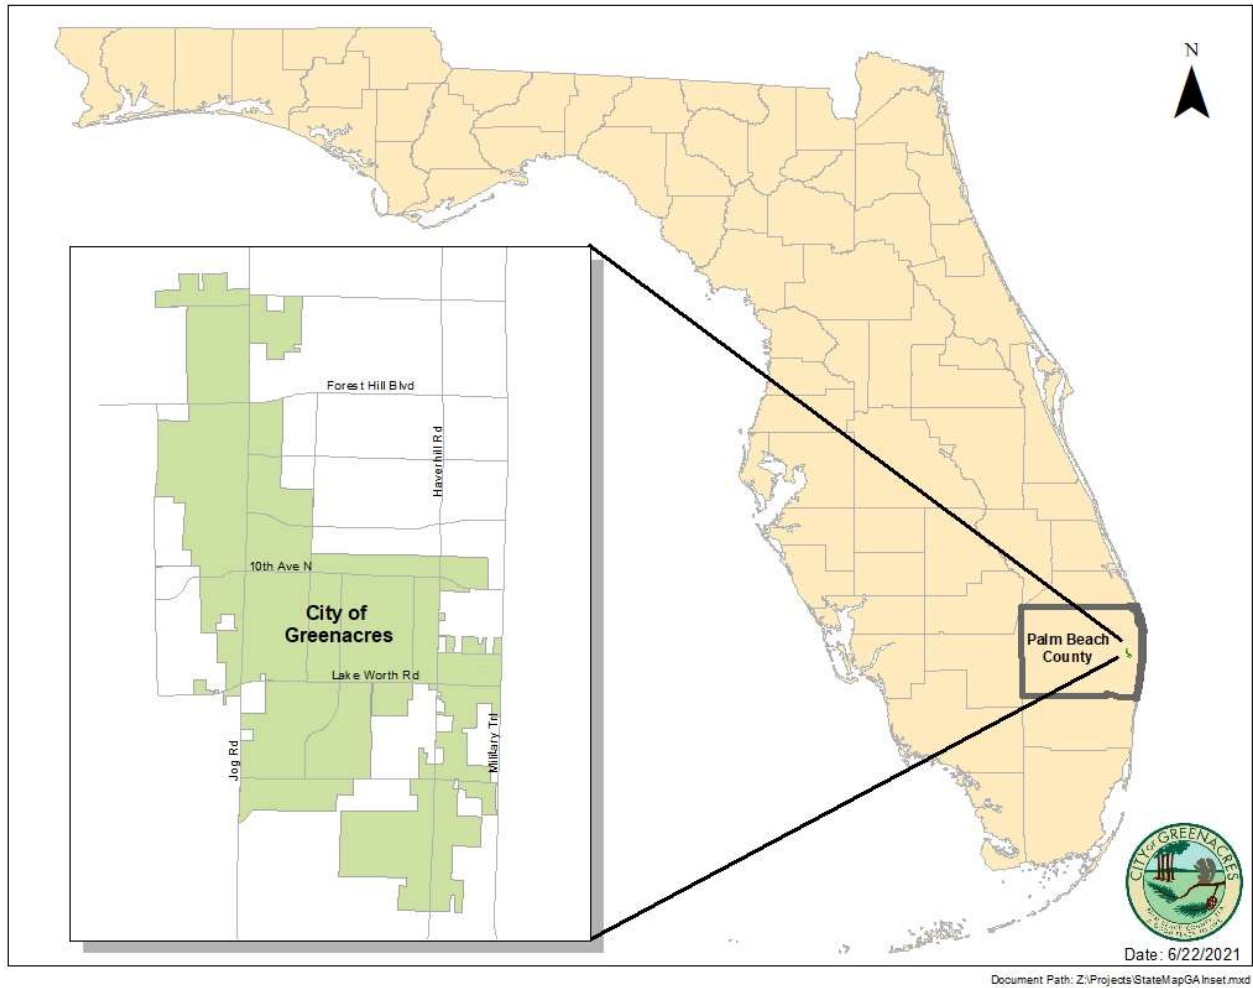 N
Forest Hill Blvd
Haverhill Rd
10th Ave N
City of
Greenacres
Lake Worth Rd
Jog Rd
Military Trl
Palm Beach
County
CITY OF GREENACRES
Date: 6/22/2021
Document Path: Z:\Projects\StateMapGAInset.mxd